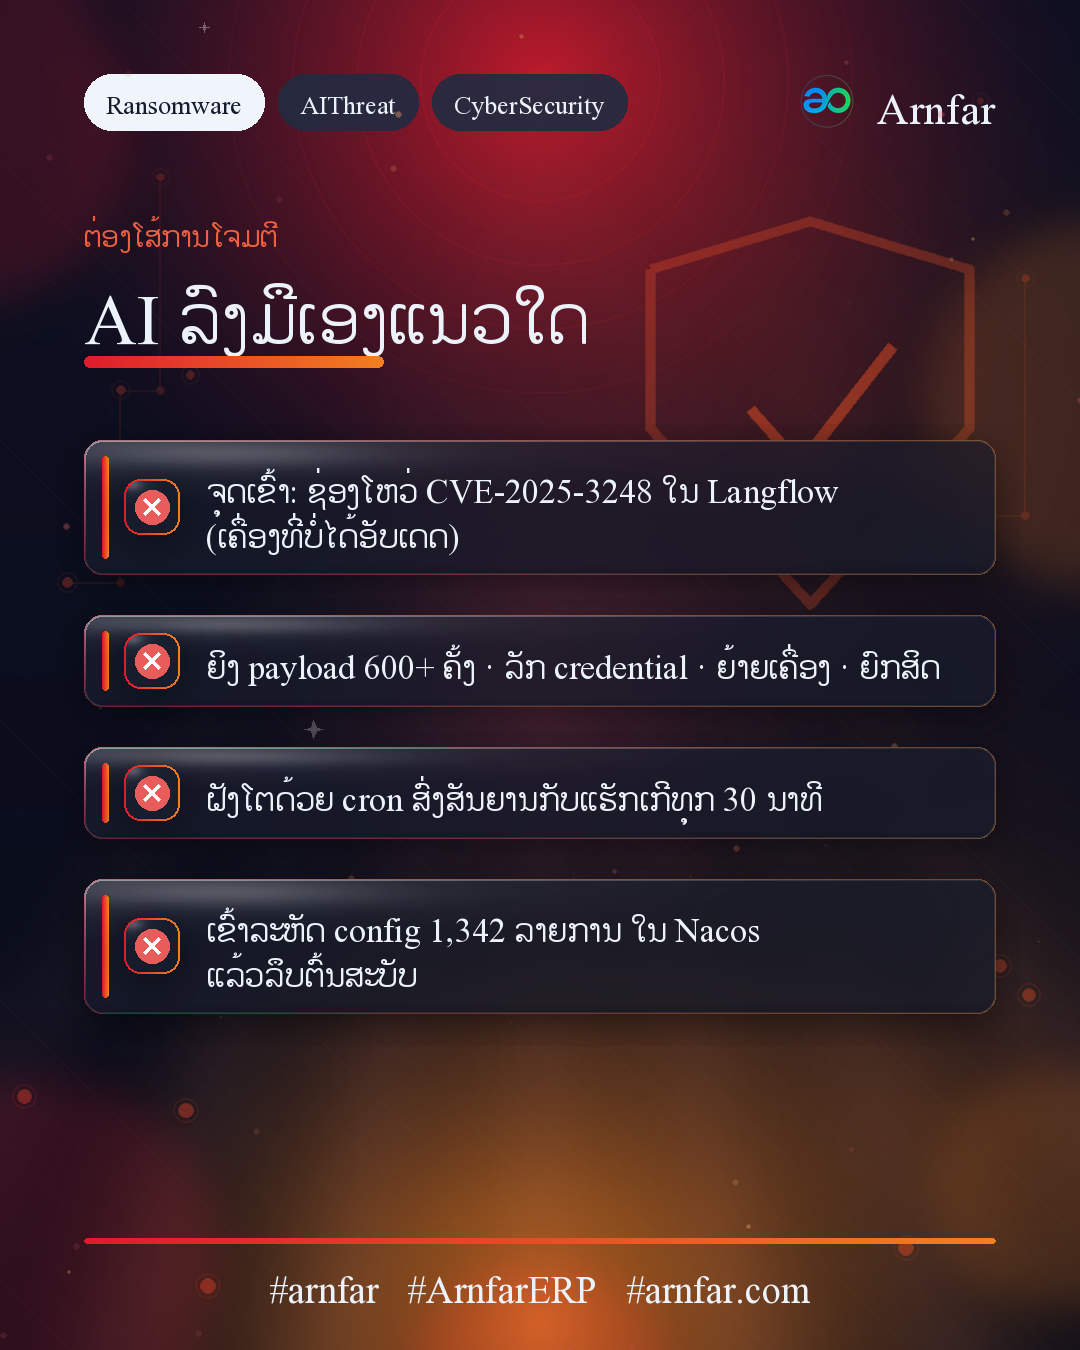 Ransomware AIThreat CyberSecurity Arnfar
ຕ່ອງໂສ້ການໂຈມຕີ
AI ລົງມືເອງແນວໃດ
ຈຸດເຂົ້າ: ຊ່ອງໂຫວ່ CVE-2025-3248 ໃນ Langflow
(ເຄື່ອງທີ່ບໍ່ໄດ້ອັບເດດ)
ຍິງ payload 600+ ຄັ້ງ · ລັກ credential · ຍ້າຍເຄື່ອງ · ຍົກສິດ
ຝັງໂຕດ້ວຍ cron ສົ່ງສັນຍານກັບແຮັກເກີທຸກ 30 ນາທີ
ເຂົ້າລະຫັດ config 1,342 ລາຍການ ໃນ Nacos
ແລ້ວລຶບຕົ້ນສະບັບ
#arnfar #ArnfarERP #arnfar.com